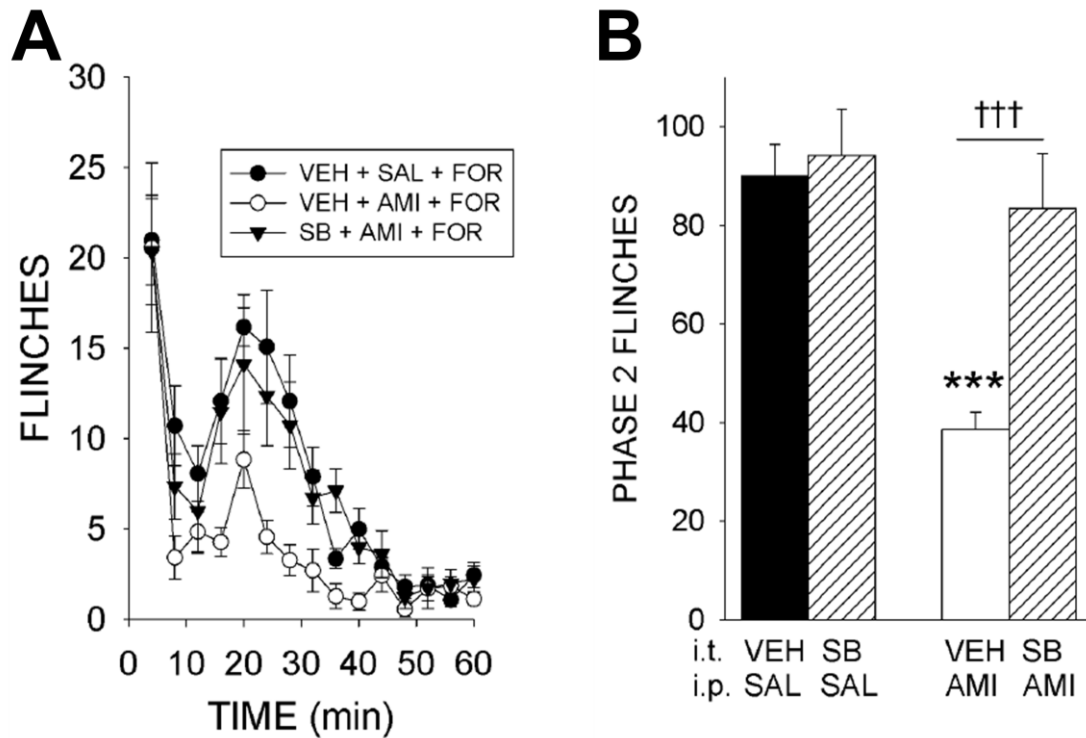 A
FLINCHES
30
25
20
15
10
5
0
VEH + SAL + FOR
VEH + AMI + FOR
SB + AMI + FOR
0 10 20 30 40 50 60
TIME (min)
B
PHASE 2 FLINCHES
100
80
60
40
20
0
†††
***
i.t. VEH SB VEH SB
i.p. SAL SAL AMI AMI